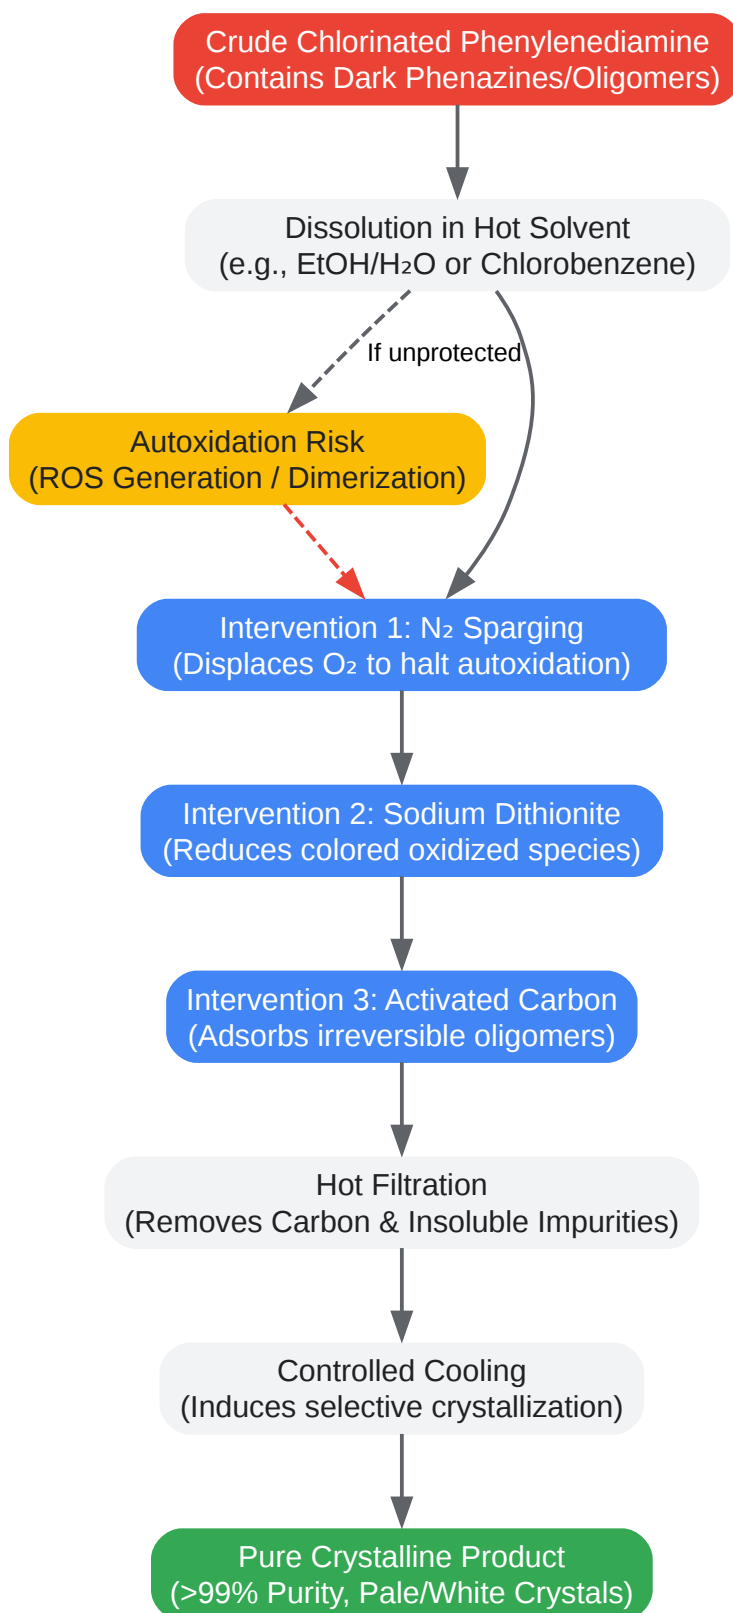 Crude Chlorinated Phenylenediamine
(Contains Dark Phenazines/Oligomers)
Dissolution in Hot Solvent
(e.g., EtOH/H₂O or Chlorobenzene)
If unprotected
Autoxidation Risk
(ROS Generation / Dimerization)
Intervention 1: N₂ Sparging
(Displaces O₂ to halt autoxidation)
Intervention 2: Sodium Dithionite
(Reduces colored oxidized species)
Intervention 3: Activated Carbon
(Adsorbs irreversible oligomers)
Hot Filtration
(Removes Carbon & Insoluble Impurities)
Controlled Cooling
(Induces selective crystallization)
Pure Crystalline Product
(>99% Purity, Pale/White Crystals)